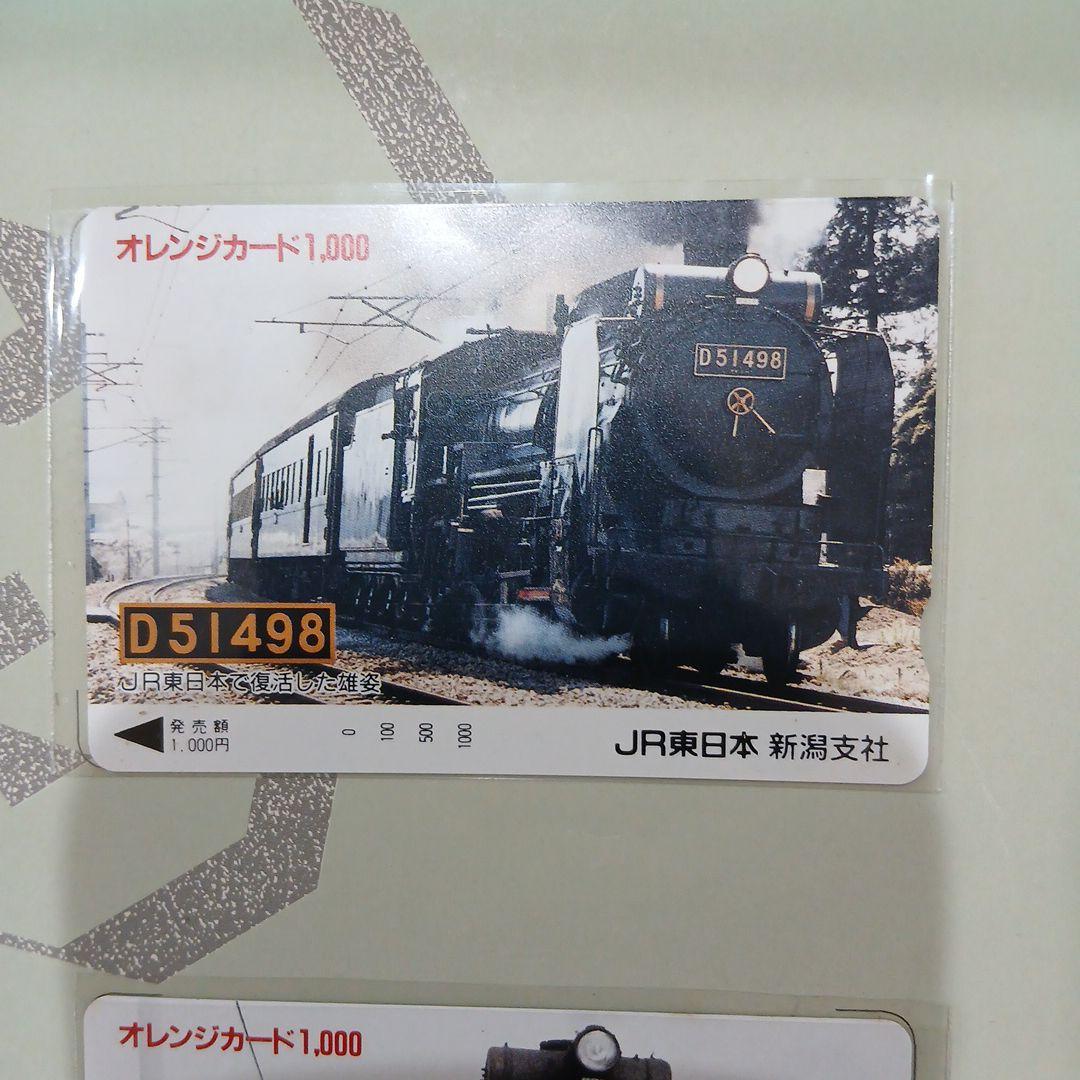 オレンジカード1,000
D51498
D51498
JR東日本で復活した雄姿
発売額
1.000円
0 100 500 1000
JR東日本 新潟支社
オレンジカード1,000